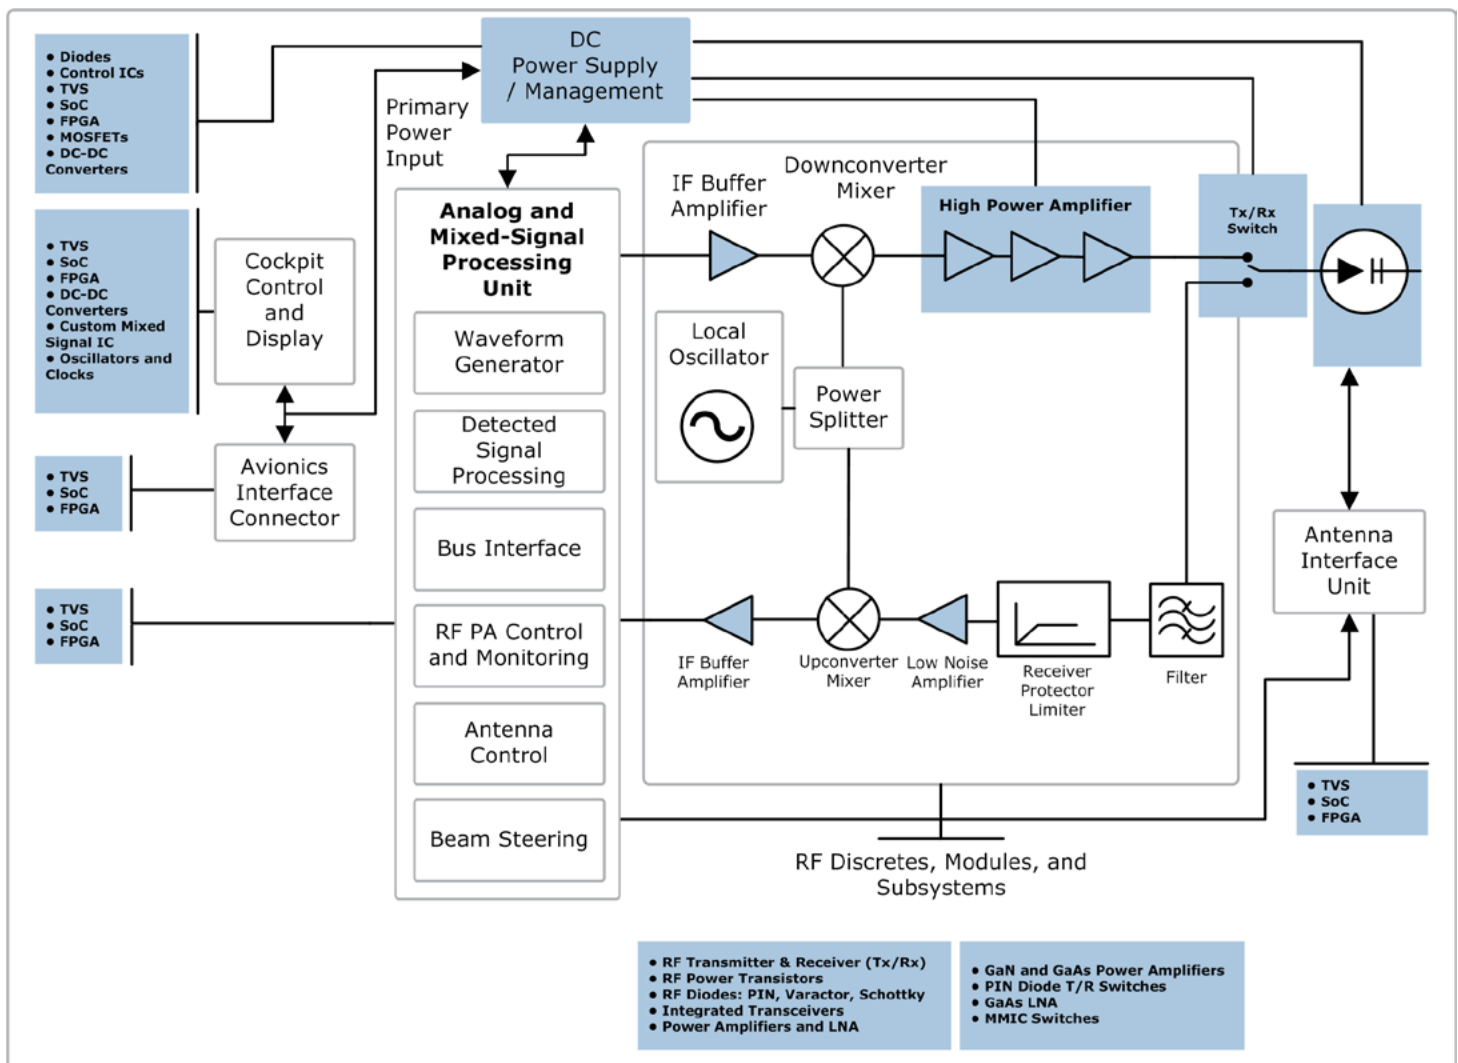 • Diodes
• Control ICs
• TVS
• SoC
• FPGA
• MOSFETs
• DC-DC
Converters
DC
Power Supply
/ Management
Primary
Power
Input
• TVS
• SoC
• FPGA
• DC-DC
Converters
• Custom Mixed
Signal IC
• Oscillators and
Clocks
Cockpit
Control
and
Display
• TVS
• SoC
• FPGA
Avionics
Interface
Connector
• TVS
• SoC
• FPGA
Analog and
Mixed-Signal
Processing
Unit
Waveform
Generator
Detected
Signal
Processing
Bus Interface
RF PA Control
and Monitoring
Antenna
Control
Beam Steering
IF Buffer
Amplifier
Downconverter
Mixer
High Power Amplifier
Tx/Rx
Switch
Local
Oscillator
Power
Splitter
IF Buffer
Amplifier
Upconverter
Mixer
Low Noise
Amplifier
Receiver
Protector
Limiter
Filter
Antenna
Interface
Unit
• TVS
• SoC
• FPGA
RF Discretes, Modules, and
Subsystems
• RF Transmitter & Receiver (Tx/Rx)
• RF Power Transistors
• RF Diodes: PIN, Varactor, Schottky
• Integrated Transceivers
• Power Amplifiers and LNA
• GaN and GaAs Power Amplifiers
• PIN Diode T/R Switches
• GaAs LNA
• MMIC Switches